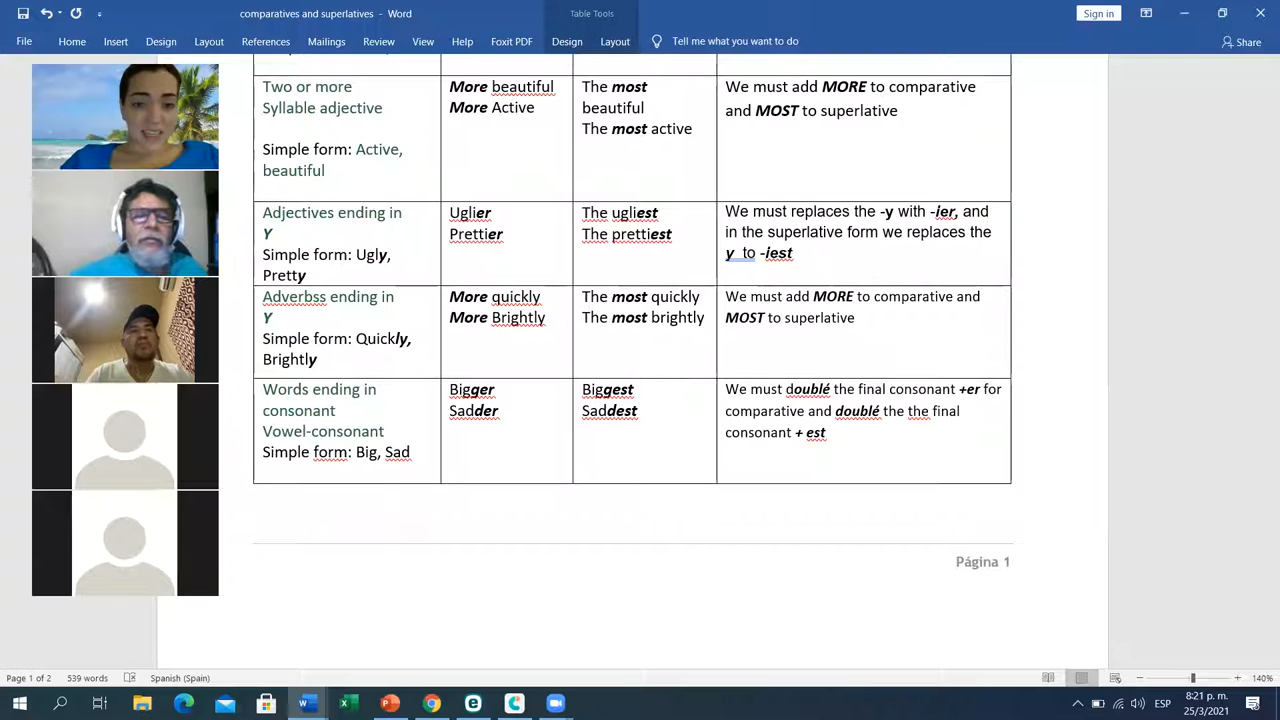 comparatives and superlatives - Word
Table Tools
Sign in
File Home Insert Design Layout References Mailings Review View Help Foxit PDF Design Layout Tell me what you want to do Share
Two or more
Syllable adjective
Simple form: Active,
beautiful
More beautiful
More Active
The most
beautiful
The most active
We must add MORE to comparative
and MOST to superlative
Adjectives ending in
Y
Simple form: Ugly,
Pretty
Uglier
Prettier
The ugliest
The prettiest
We must replaces the -y with -ier, and
in the superlative form we replaces the
y to -iest
Adverbss ending in
Y
Simple form: Quickly,
Brightly
More quickly
More Brightly
The most quickly
The most brightly
We must add MORE to comparative and
MOST to superlative
Words ending in
consonant
Vowel-consonant
Simple form: Big, Sad
Bigger
Sadder
Biggest
Saddest
We must doublé the final consonant +er for
comparative and doublé the the final
consonant + est
Página 1
Page 1 of 2 539 words Spanish (Spain) 140%
ESP
8:21 p. m.
25/3/2021